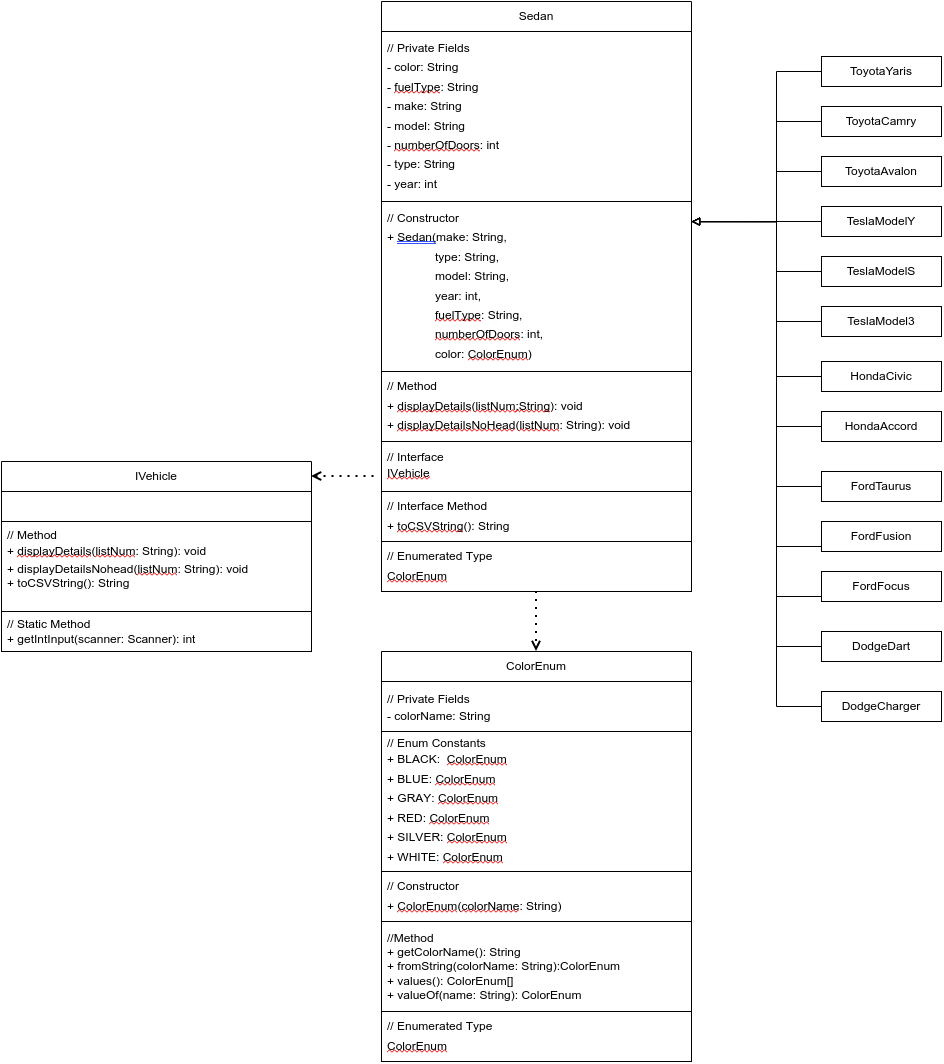 Sedan
// Private Fields
- color: String
- fuelType: String
- make: String
- model: String
- numberOfDoors: int
- type: String
- year: int
// Constructor
+ Sedan(make: String,
type: String,
model: String,
year: int,
fuelType: String,
numberOfDoors: int,
color: ColorEnum)
// Method
+ displayDetails(listNum:String): void
+ displayDetailsNoHead(listNum: String): void
// Interface
IVehicle
// Interface Method
+ toCSVString(): String
// Enumerated Type
ColorEnum
IVehicle
// Method
+ displayDetails(listNum: String): void
+ displayDetailsNohead(listNum: String): void
+ toCSVString(): String
// Static Method
+ getIntInput(scanner: Scanner): int
ColorEnum
// Private Fields
- colorName: String
// Enum Constants
+ BLACK: ColorEnum
+ BLUE: ColorEnum
+ GRAY: ColorEnum
+ RED: ColorEnum
+ SILVER: ColorEnum
+ WHITE: ColorEnum
// Constructor
+ ColorEnum(colorName: String)
//Method
+ getColorName(): String
+ fromString(colorName: String):ColorEnum
+ values(): ColorEnum[]
+ valueOf(name: String): ColorEnum
// Enumerated Type
ColorEnum
ToyotaYaris
ToyotaCamry
ToyotaAvalon
TeslaModelY
TeslaModelS
TeslaModel3
HondaCivic
HondaAccord
FordTaurus
FordFusion
FordFocus
DodgeDart
DodgeCharger